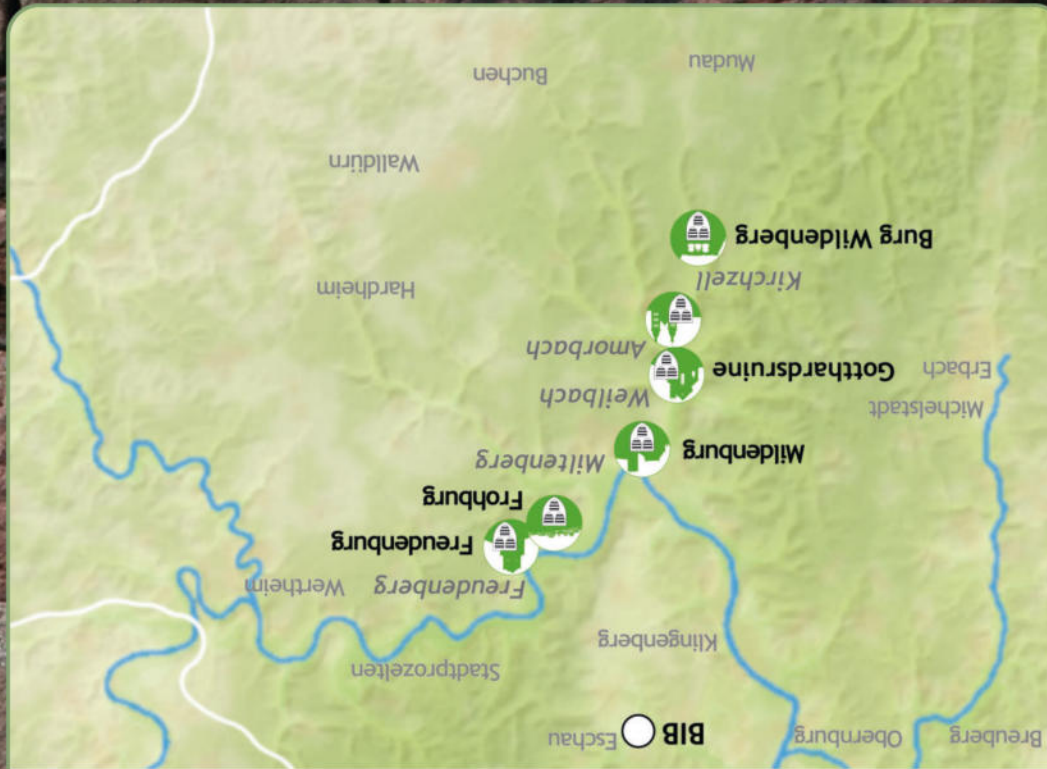 Breuberg
Obernburg
BIB
Eschau
Stadtprozelten
Klingenberg
Freudenberg
Wertheim
Freudenburg
Frohburg
Miltenberg
Mildenburg
Michelstadt
Weilbach
Erbach
Gotthardsruine
Amorbach
Hardheim
Kirchzell
Burg Wildenberg
Walldürn
Buchen
Mudau